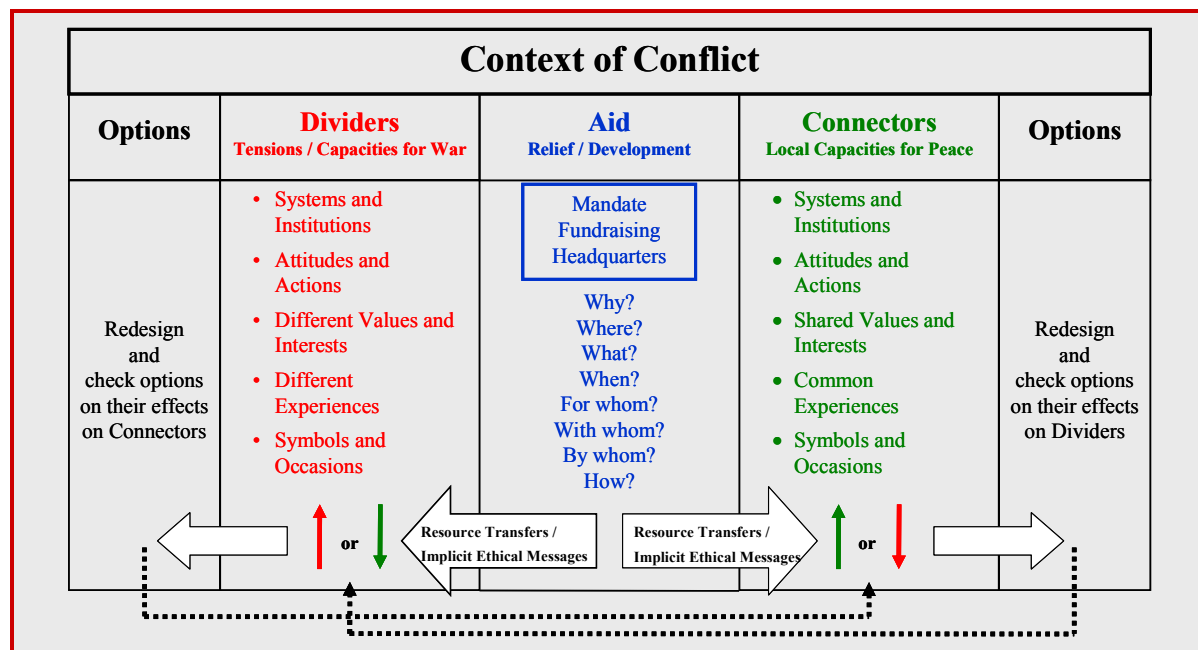 Context of Conflict
Options
Dividers
Tensions / Capacities for War
Aid
Relief / Development
Connectors
Local Capacities for Peace
Options
Redesign
and
check options
on their effects
on Connectors
• Systems and
Institutions
• Attitudes and
Actions
• Different Values and
Interests
• Different
Experiences
• Symbols and
Occasions
Mandate
Fundraising
Headquarters
Why?
Where?
What?
When?
For whom?
With whom?
By whom?
How?
• Systems and
Institutions
• Attitudes and
Actions
• Shared Values and
Interests
• Common
Experiences
• Symbols and
Occasions
Redesign
and
check options
on their effects
on Dividers
or
Resource Transfers /
Implicit Ethical Messages
Resource Transfers /
Implicit Ethical Messages
or